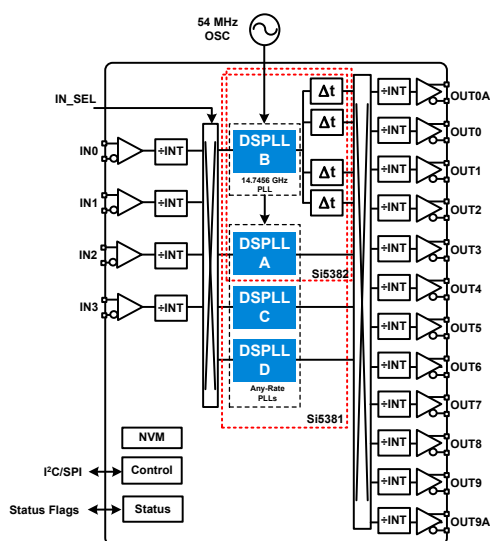 54 MHz
OSC
IN_SEL
IN0
÷INT
IN1
÷INT
IN2
÷INT
IN3
÷INT
DSPLL
B
14.7456 GHz
PLL
DSPLL
A
Si5382
DSPLL
C
DSPLL
D
Any-Rate
PLLs
Si5381
Δt
Δt
Δt
Δt
÷INT
OUT0A
÷INT
OUT0
÷INT
OUT1
÷INT
OUT2
÷INT
OUT3
÷INT
OUT4
÷INT
OUT5
÷INT
OUT6
÷INT
OUT7
÷INT
OUT8
÷INT
OUT9
÷INT
OUT9A
NVM
I²C/SPI
Control
Status Flags
Status